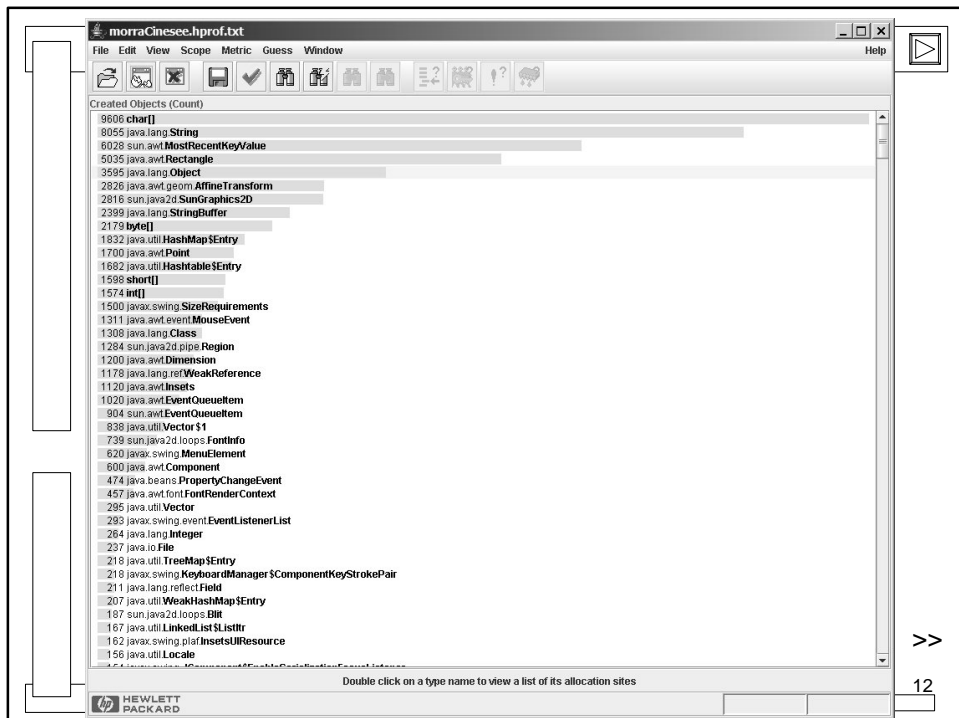 morraCinesee.hprof.txt
File Edit View Scope Metric Guess Window Help
Created Objects (Count)
9606 char[]
8055 java.lang.String
6028 sun.awt.MostRecentKeyValue
5035 java.awt.Rectangle
3595 java.lang.Object
2826 java.awt.geom.AffineTransform
2816 sun.java2d.SunGraphics2D
2399 java.lang.StringBuffer
2179 byte[]
1832 java.util.HashMap$Entry
1700 java.awt.Point
1682 java.util.Hashtable$Entry
1598 short[]
1574 int[]
1500 javax.swing.SizeRequirements
1311 java.awt.event.MouseEvent
1308 java.lang.Class
1284 sun.java2d.pipe.Region
1200 java.awt.Dimension
1178 java.lang.ref.WeakReference
1120 java.awt.Insets
1020 java.awt.EventQueueItem
904 sun.awt.EventQueueItem
838 java.util.Vector$1
739 sun.java2d.loops.FontInfo
620 javax.swing.MenuElement
600 java.awt.Component
474 java.beans.PropertyChangeEvent
457 java.awt.font.FontRenderContext
295 java.util.Vector
293 javax.swing.event.EventListenerList
264 java.lang.Integer
237 java.io.File
218 java.util.TreeMap$Entry
218 javax.swing.KeyboardManager$ComponentKeyStrokePair
211 java.lang.reflect.Field
207 java.util.WeakHashMap$Entry
187 sun.java2d.loops.Blit
167 java.util.LinkedList$ListItr
162 javax.swing.plaf.InsetsUIResource
156 java.util.Locale
>>
Double click on a type name to view a list of its allocation sites
12
hp HEWLETT
PACKARD